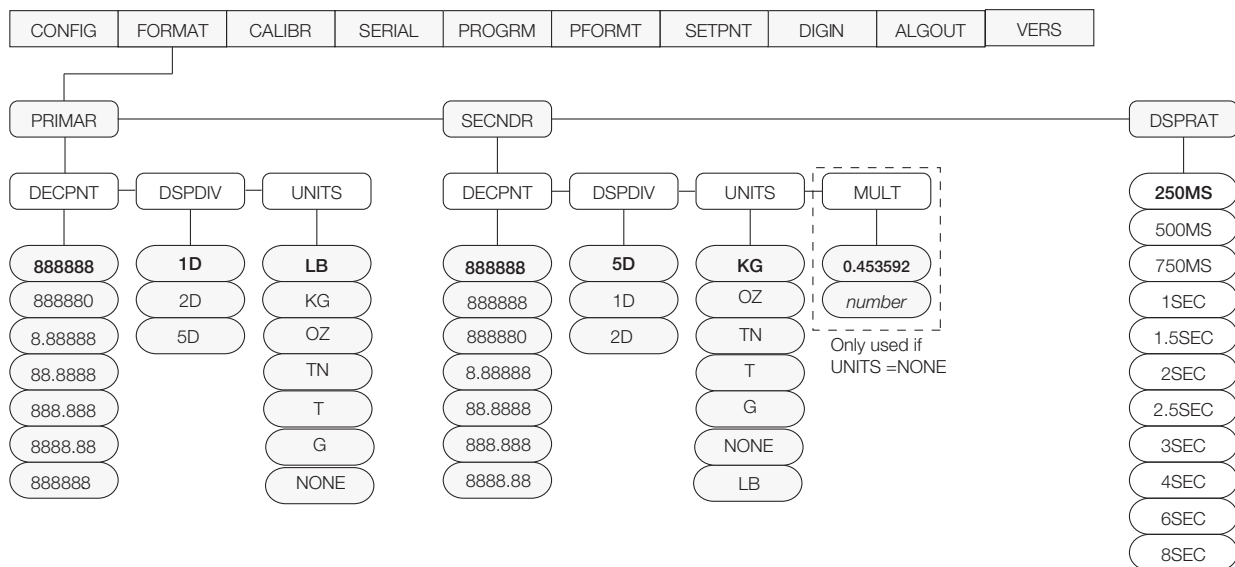 CONFIG FORMAT CALIBR SERIAL PROGRM PFORMT SETPNT DIGIN ALGOUT VERS
PRIMAR SECNDR DSPRAT
DECPNT DSPDIV UNITS DECPNT DSPDIV UNITS MULT 250MS
500MS
888888 1D LB 888888 5D KG 0.453592 750MS
888880 2D KG 888888 1D OZ number 1SEC
8.88888 5D OZ 888880 2D TN 1.5SEC
Only used if
UNITS =NONE
88.8888 TN 8.88888 T 2SEC
888.888 T 88.8888 G 2.5SEC
8888.88 G 888.888 NONE 3SEC
888888 NONE 8888.88 LB 4SEC
6SEC
8SEC